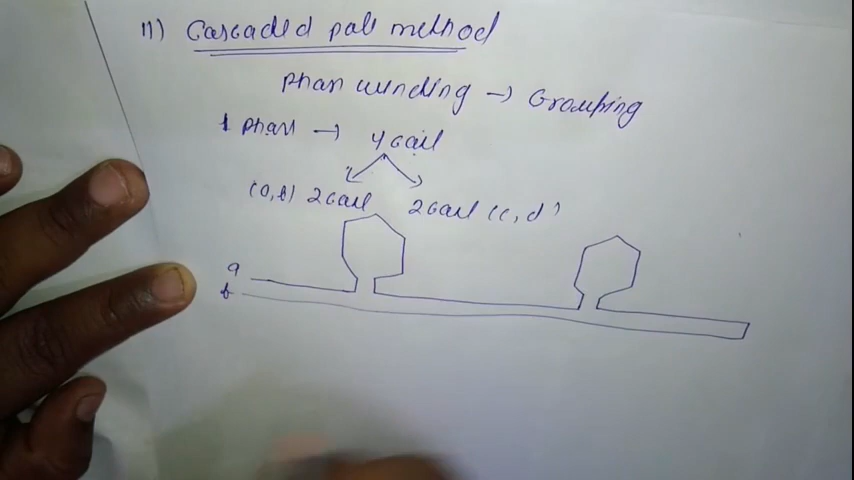 11) Cascaded pole method
Phase winding → Grouping
1 phase → 4 coil
(a, b) 2 coil 2 coil (c, d)
a
b